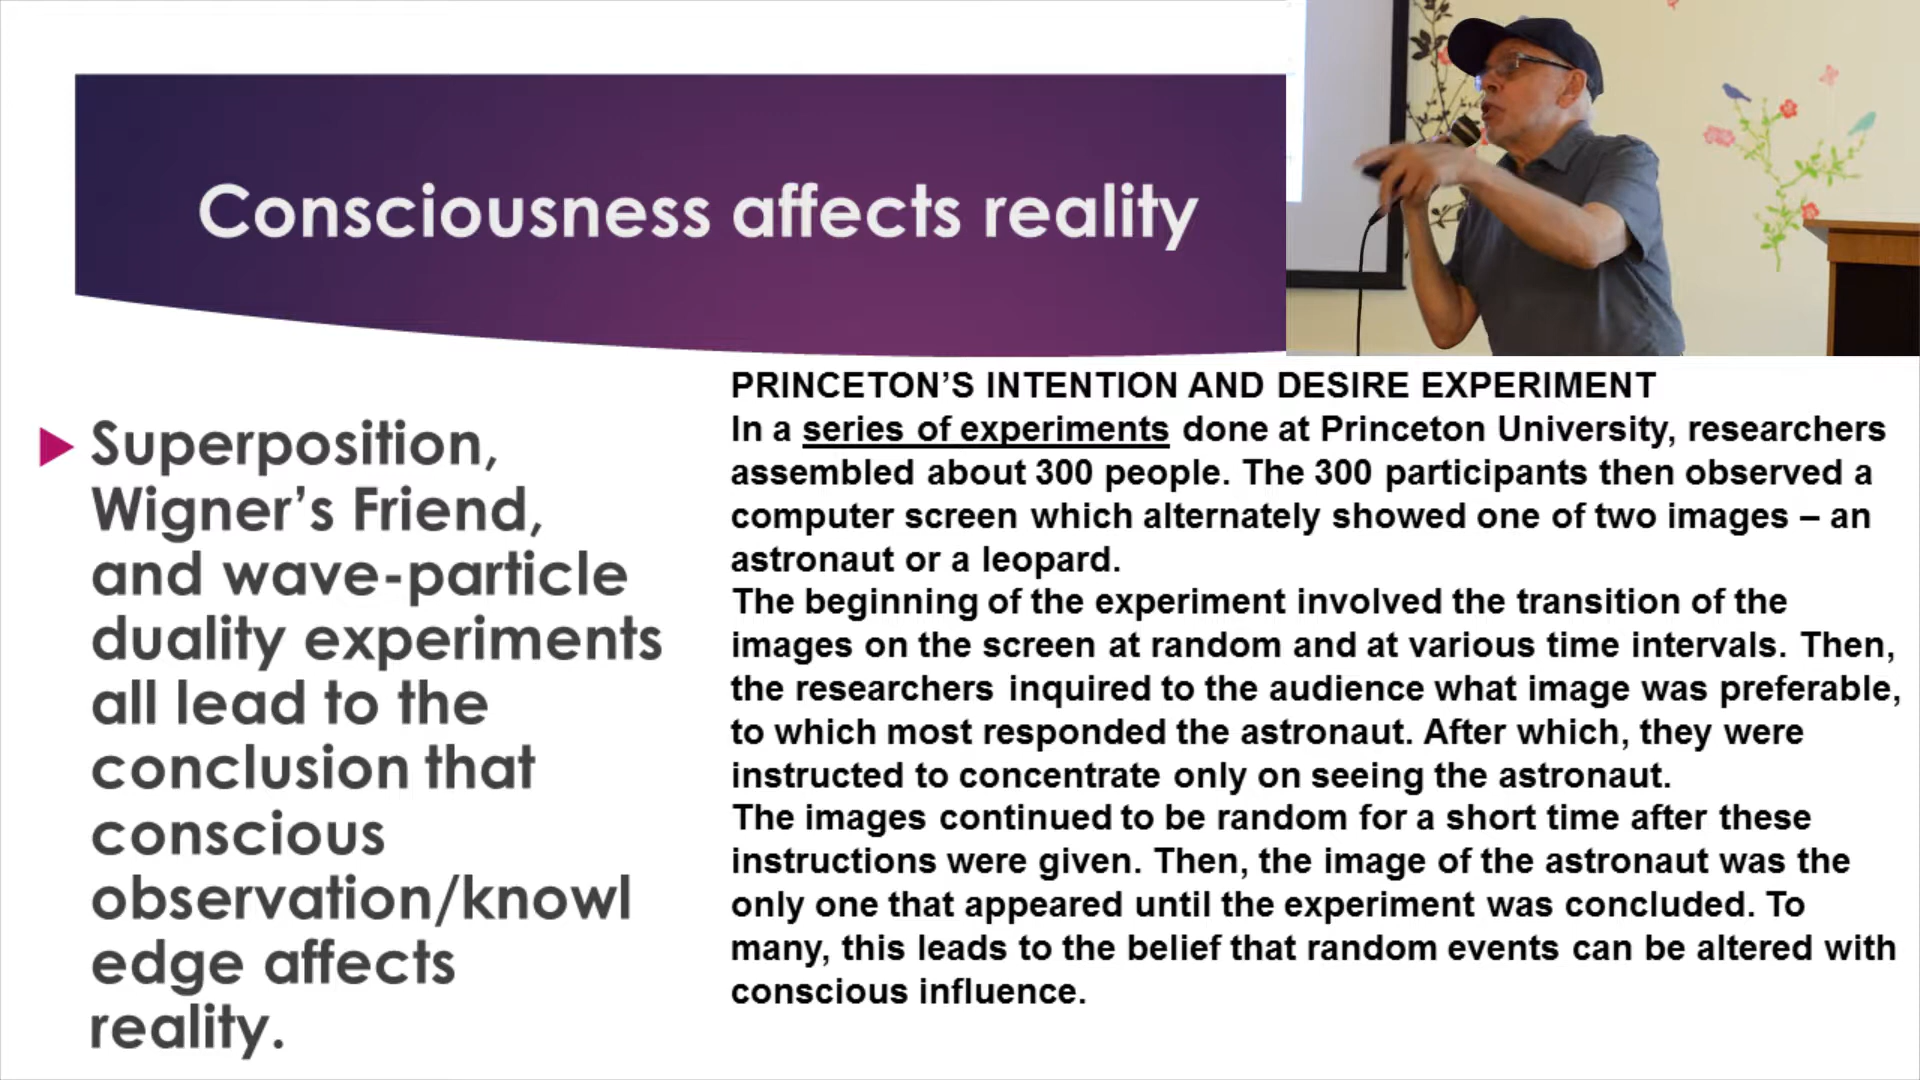 Consciousness affects reality
Superposition,
Wigner’s Friend,
and wave-particle
duality experiments
all lead to the
conclusion that
conscious
observation/knowl
edge affects
reality.
PRINCETON’S INTENTION AND DESIRE EXPERIMENT
In a series of experiments done at Princeton University, researchers
assembled about 300 people. The 300 participants then observed a
computer screen which alternately showed one of two images – an
astronaut or a leopard.
The beginning of the experiment involved the transition of the
images on the screen at random and at various time intervals. Then,
the researchers inquired to the audience what image was preferable,
to which most responded the astronaut. After which, they were
instructed to concentrate only on seeing the astronaut.
The images continued to be random for a short time after these
instructions were given. Then, the image of the astronaut was the
only one that appeared until the experiment was concluded. To
many, this leads to the belief that random events can be altered with
conscious influence.